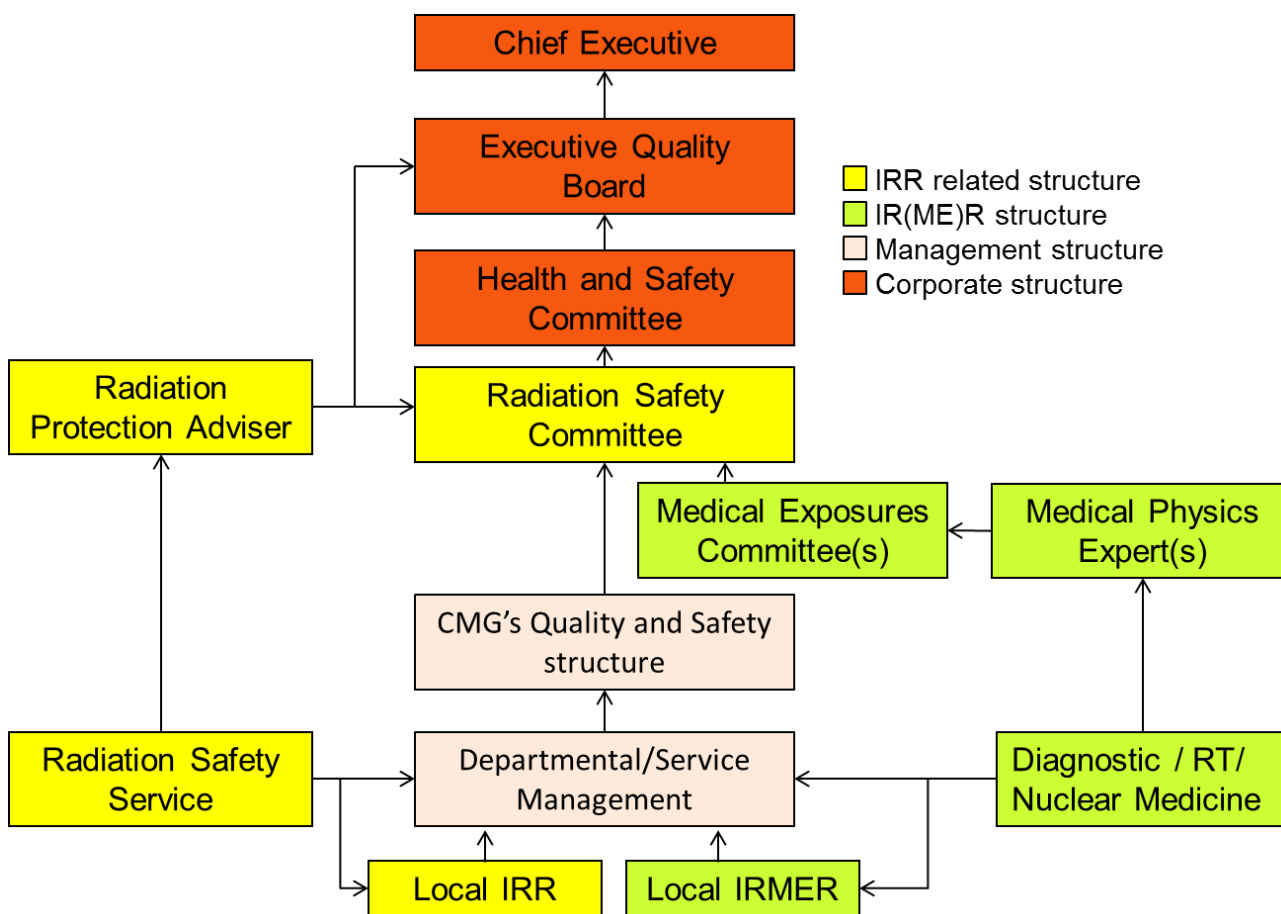 Chief Executive
Executive Quality
Board
IRR related structure
IR(ME)R structure
Management structure
Corporate structure
Health and Safety
Committee
Radiation
Protection Adviser
Radiation Safety
Committee
Medical Exposures
Committee(s)
Medical Physics
Expert(s)
CMG’s Quality and Safety
structure
Radiation Safety
Service
Departmental/Service
Management
Diagnostic / RT/
Nuclear Medicine
Local IRR
Local IRMER